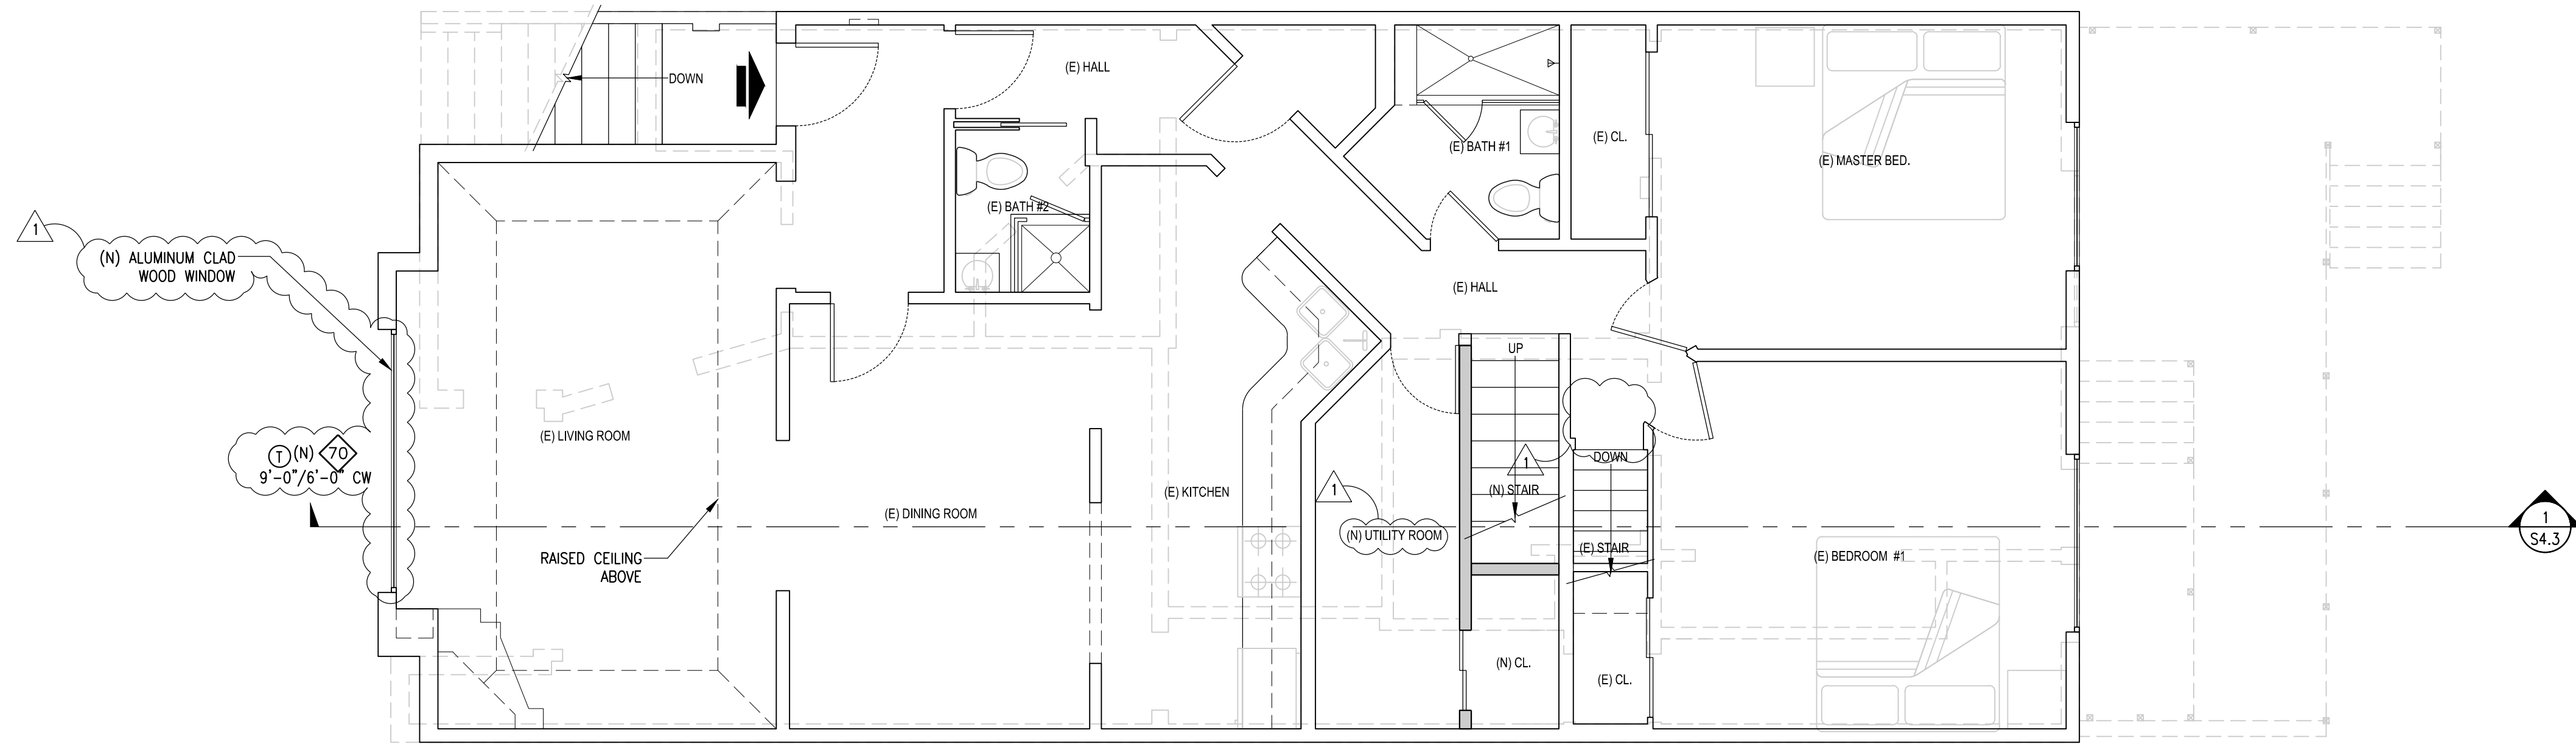 DOWN
(E) HALL
(E) BATH #1
(E) CL.
(E) MASTER BED.
(E) BATH #2
1
(N) ALUMINUM CLAD
WOOD WINDOW
(E) HALL
UP
(E) LIVING ROOM
T (N) 70
9'-0"/6'-0" CW
RAISED CEILING
ABOVE
(E) DINING ROOM
(E) KITCHEN
1
(N) UTILITY ROOM
1
(N) STAIR
DOWN
(E) STAIR
(E) BEDROOM #1
(N) CL.
(E) CL.
1
S4.3